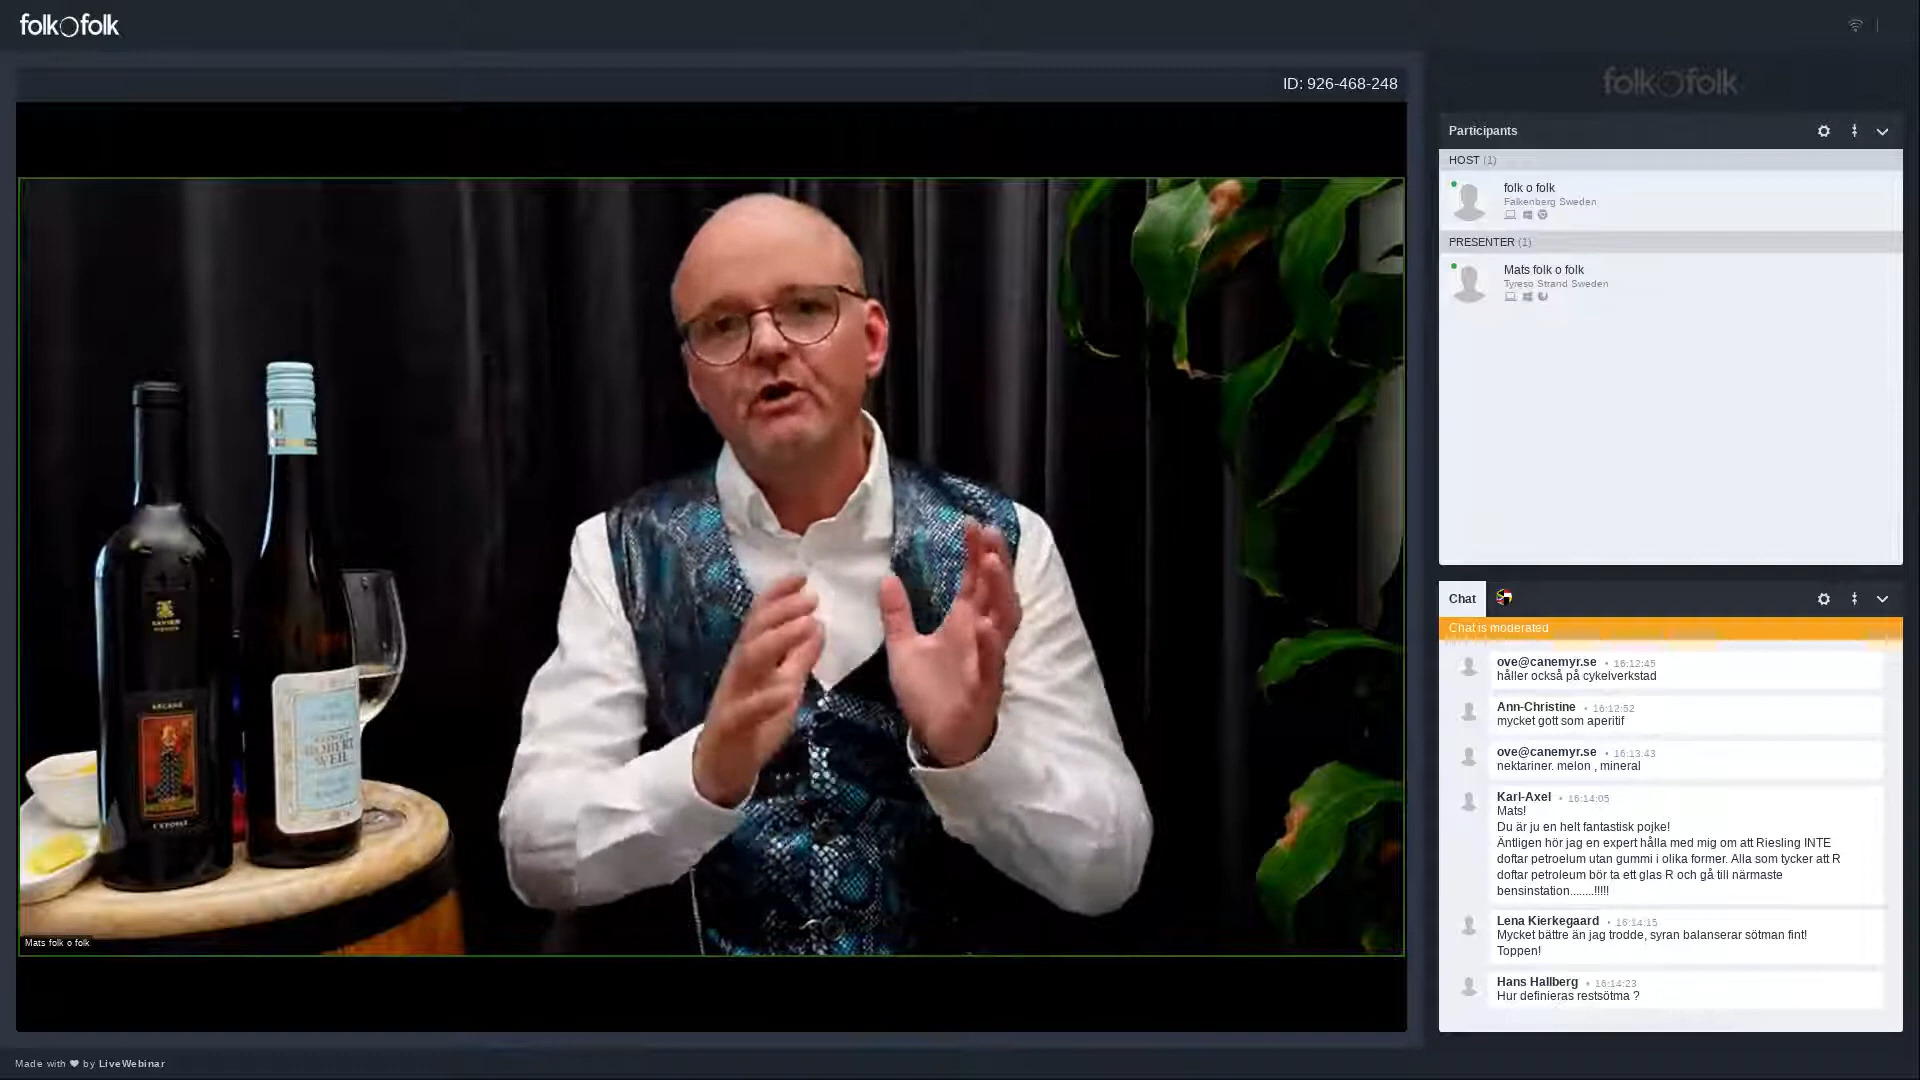 folkofolk
ID: 926-468-248
folkofolk
Participants
HOST (1)
folk o folk
Falkenberg Sweden
PRESENTER (1)
Mats folk o folk
Tyreso Strand Sweden
XAVIER
ARCANE
ROBERT
WEIL
Mats folk o folk
Chat
Chat is moderated
ove@canemyr.se • 16:12:45
håller också på cykelverkstad
Ann-Christine • 16:12:52
mycket gott som aperitif
ove@canemyr.se • 16:13:43
nektariner. melon , mineral
Karl-Axel • 16:14:05
Mats!
Du är ju en helt fantastisk pojke!
Äntligen hör jag en expert hålla med mig om att Riesling INTE
doftar petroelum utan gummi i olika former. Alla som tycker att R
doftar petroleum bör ta ett glas R och gå till närmaste
bensinstation........!!!!!
Lena Kierkegaard • 16:14:15
Mycket bättre än jag trodde, syran balanserar sötman fint!
Toppen!
Hans Hallberg • 16:14:23
Hur definieras restsötma ?
Made with ♥ by LiveWebinar